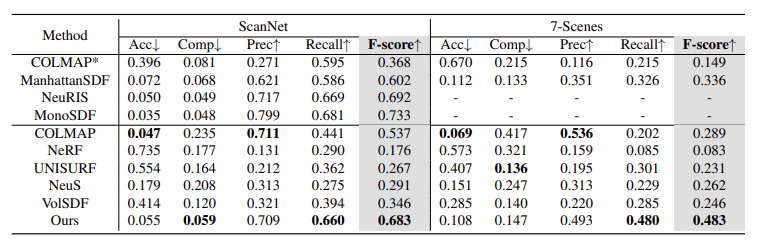 Method ScanNet 7-Scenes
Acc.↓ Comp.↓ Prec↑ Recall↑ F-score↑ Acc.↓ Comp.↓ Prec↑ Recall↑ F-score↑
COLMAP* 0.396 0.081 0.271 0.595 0.368 0.670 0.215 0.116 0.215 0.149
ManhattanSDF 0.072 0.068 0.621 0.586 0.602 0.112 0.133 0.351 0.326 0.336
NeuRIS 0.050 0.049 0.717 0.669 0.692 - - - - -
MonoSDF 0.035 0.048 0.799 0.681 0.733 - - - - -
COLMAP 0.047 0.235 0.711 0.441 0.537 0.069 0.417 0.536 0.202 0.289
NeRF 0.735 0.177 0.131 0.290 0.176 0.573 0.321 0.159 0.085 0.083
UNISURF 0.554 0.164 0.212 0.362 0.267 0.407 0.136 0.195 0.301 0.231
NeuS 0.179 0.208 0.313 0.275 0.291 0.151 0.247 0.313 0.229 0.262
VolSDF 0.414 0.120 0.321 0.394 0.346 0.285 0.140 0.220 0.285 0.246
Ours 0.055 0.059 0.709 0.660 0.683 0.108 0.147 0.493 0.480 0.483